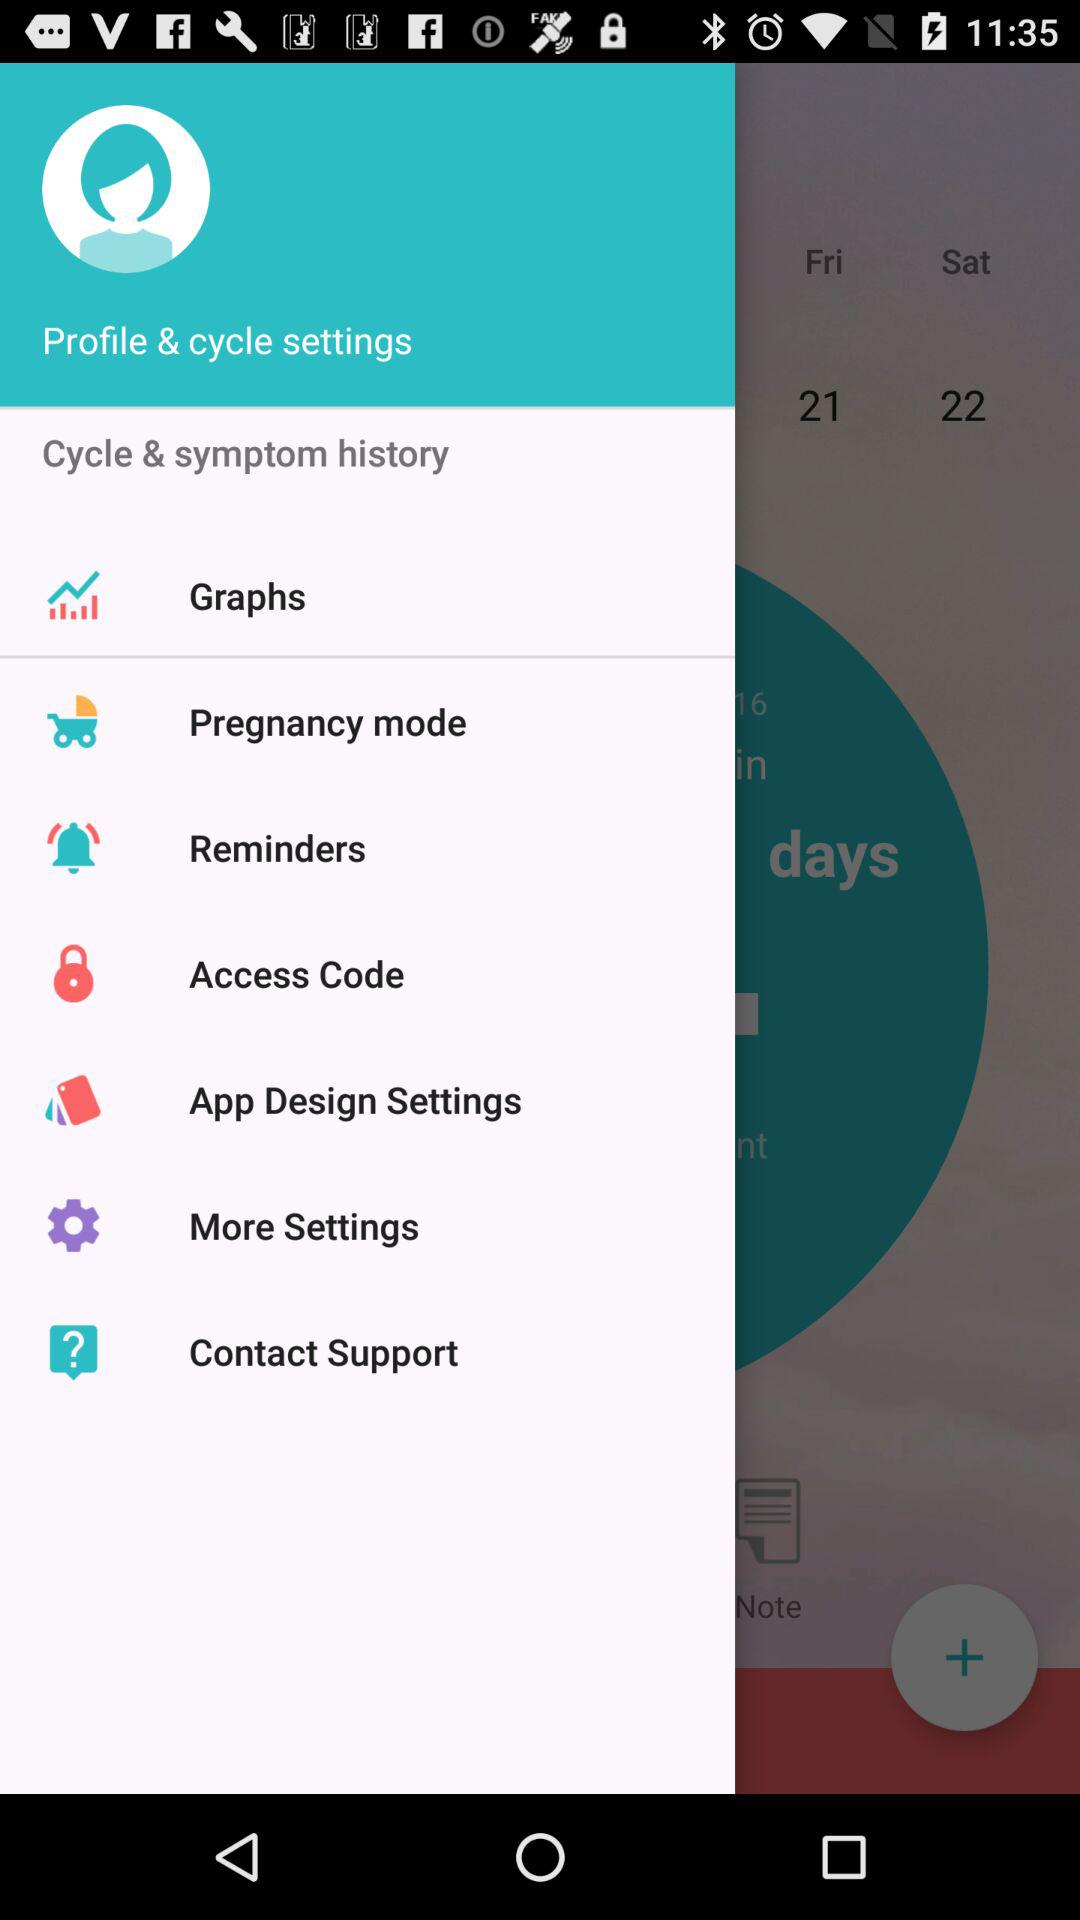 11:35
Profile & cycle settings
Cycle & symptom history
Graphs
Pregnancy mode
Reminders
Access Code
App Design Settings
More Settings
Contact Support
Fri Sat
21 22
16
in
days
nt
Note